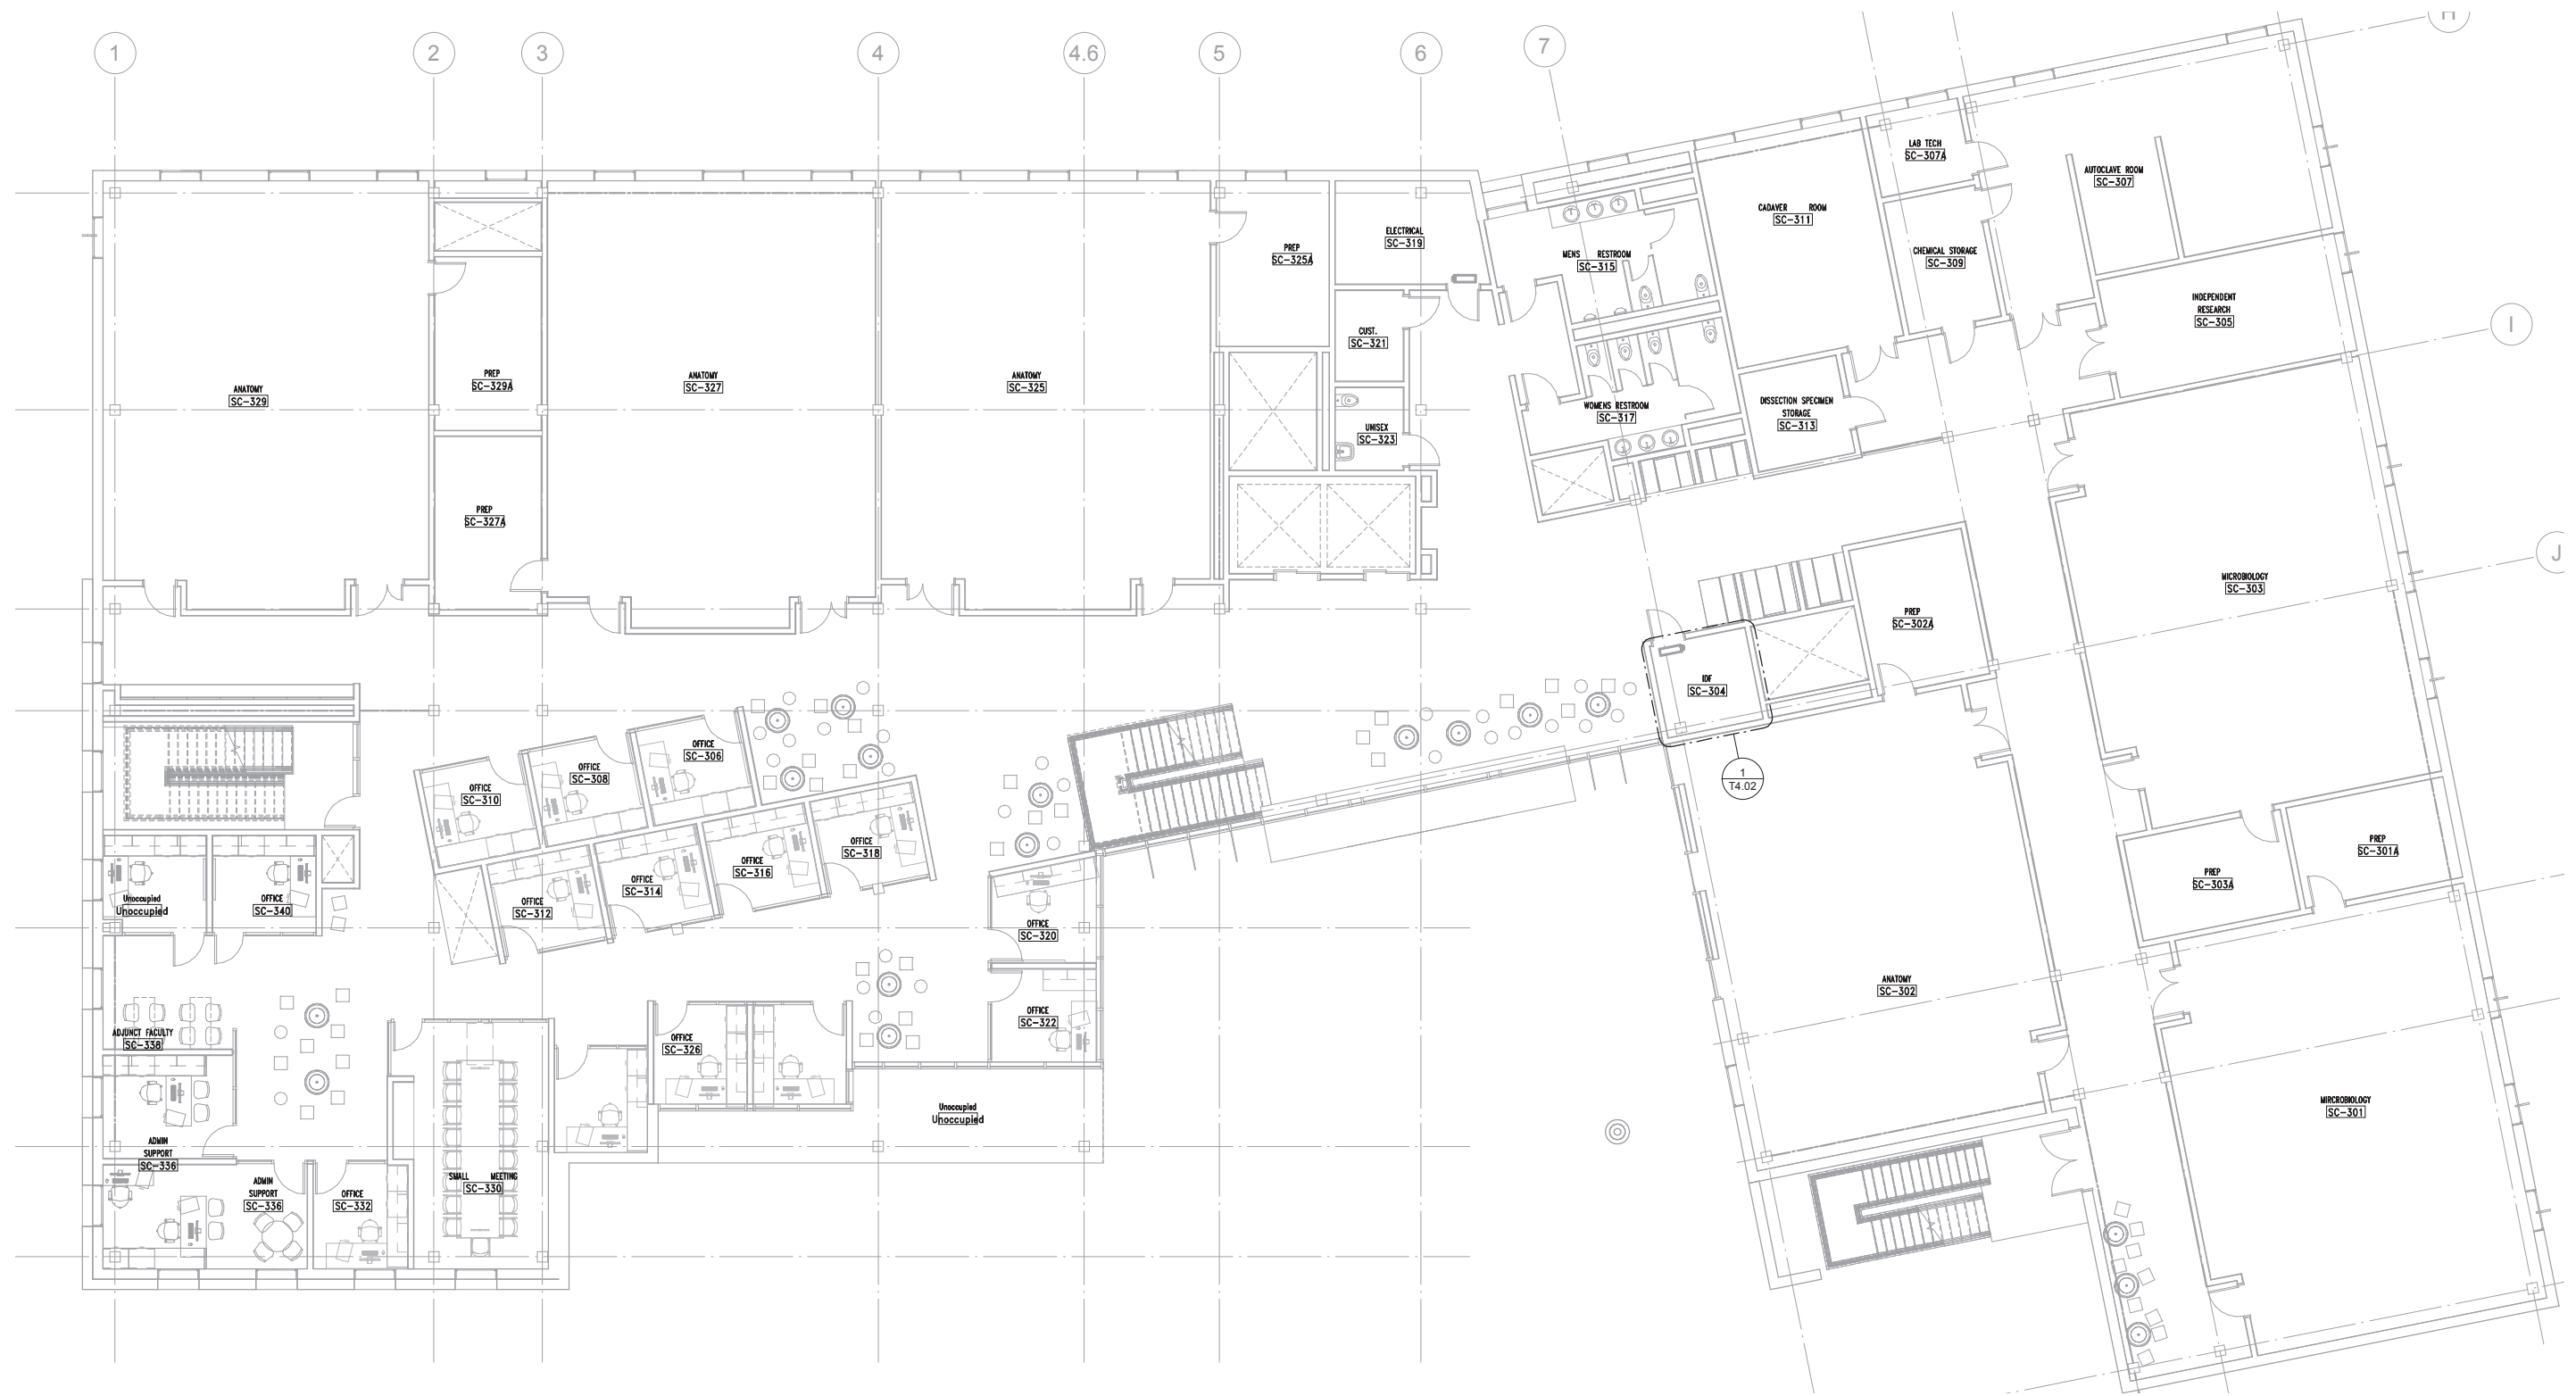 1
2
3
4
4.6
5
6
7
H
I
J
LAB TECH
SC-307A
AUTOCLAVE ROOM
SC-307
CADAVER ROOM
SC-311
CHEMICAL STORAGE
SC-309
ELECTRICAL
SC-319
PREP
SC-325A
MENS RESTROOM
SC-315
INDEPENDENT
RESEARCH
SC-305
CUST.
SC-321
ANATOMY
SC-329
PREP
SC-329A
ANATOMY
SC-327
ANATOMY
SC-325
WOMENS RESTROOM
SC-317
DISSECTION SPECIMEN
STORAGE
SC-313
UNISEX
SC-323
PREP
SC-327A
MICROBIOLOGY
SC-303
PREP
SC-302A
IDF
SC-304
1
T4.02
OFFICE
SC-306
OFFICE
SC-308
OFFICE
SC-310
OFFICE
SC-318
OFFICE
SC-316
OFFICE
SC-314
OFFICE
SC-312
Unoccupied
Unoccupied
OFFICE
SC-340
OFFICE
SC-320
OFFICE
SC-322
PREP
SC-303A
PREP
SC-301A
ANATOMY
SC-302
ADJUNCT FACULTY
SC-338
OFFICE
SC-326
Unoccupied
Unoccupied
MIRCROBIOLOGY
SC-301
ADMIN
SUPPORT
SC-336
ADMIN
SUPPORT
SC-336
OFFICE
SC-332
SMALL MEETING
SC-330